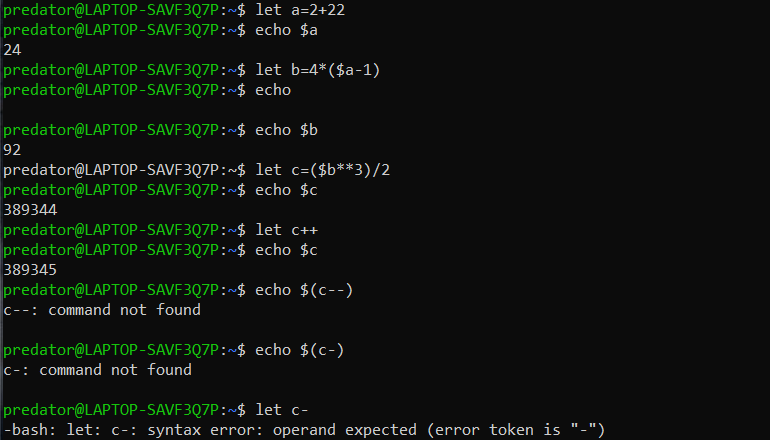 predator@LAPTOP-SAVF3Q7P:~$ let a=2+22
predator@LAPTOP-SAVF3Q7P:~$ echo $a
24
predator@LAPTOP-SAVF3Q7P:~$ let b=4*($a-1)
predator@LAPTOP-SAVF3Q7P:~$ echo
predator@LAPTOP-SAVF3Q7P:~$ echo $b
92
predator@LAPTOP-SAVF3Q7P:~$ let c=($b**3)/2
predator@LAPTOP-SAVF3Q7P:~$ echo $c
389344
predator@LAPTOP-SAVF3Q7P:~$ let c++
predator@LAPTOP-SAVF3Q7P:~$ echo $c
389345
predator@LAPTOP-SAVF3Q7P:~$ echo $(c--)
c--: command not found
predator@LAPTOP-SAVF3Q7P:~$ echo $(c-)
c-: command not found
predator@LAPTOP-SAVF3Q7P:~$ let c-
-bash: let: c-: syntax error: operand expected (error token is "-")